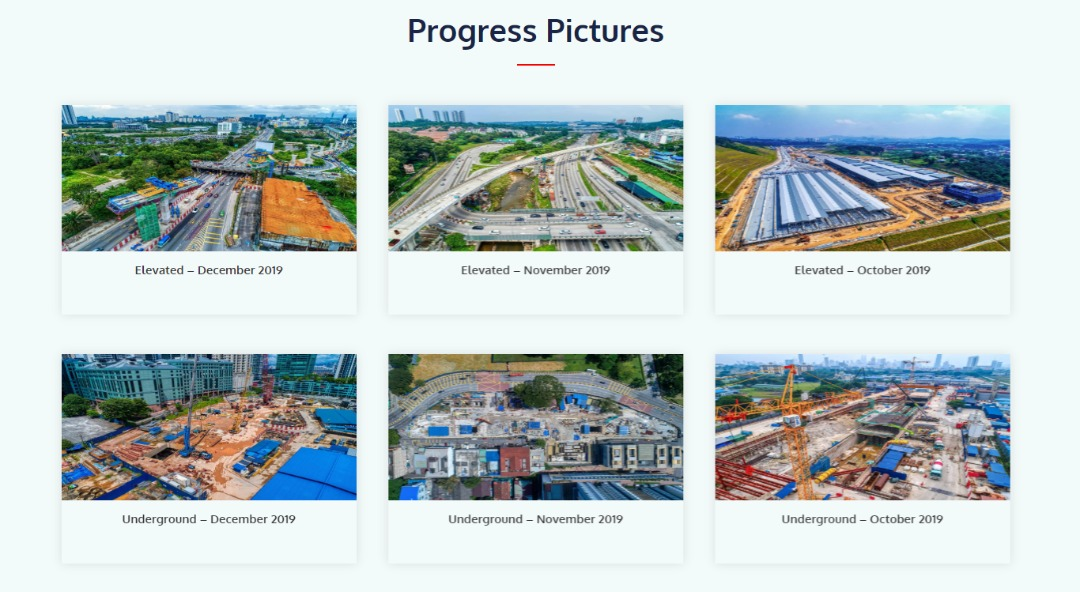 Progress Pictures
Elevated – December 2019
Elevated – November 2019
Elevated – October 2019
Underground – December 2019
Underground – November 2019
Underground – October 2019